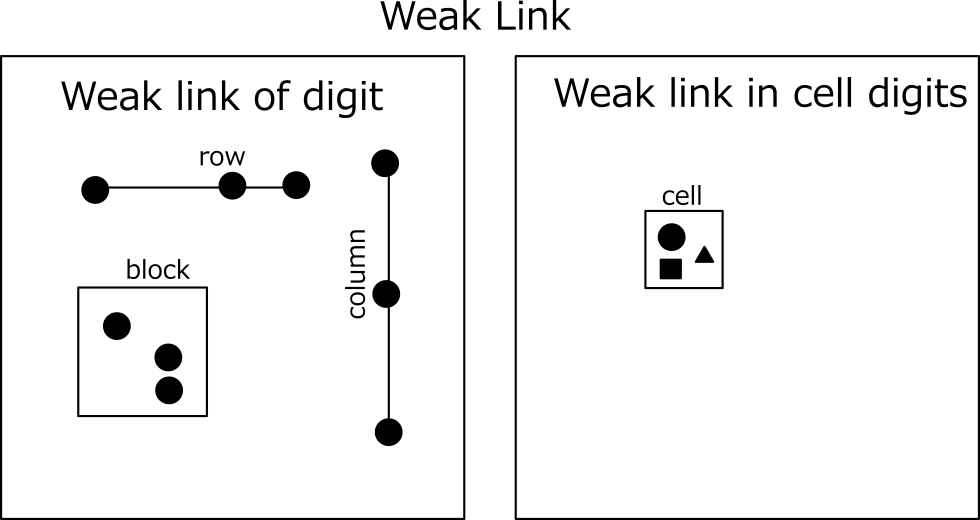 Weak Link
Weak link of digit
row
column
block
Weak link in cell digits
cell